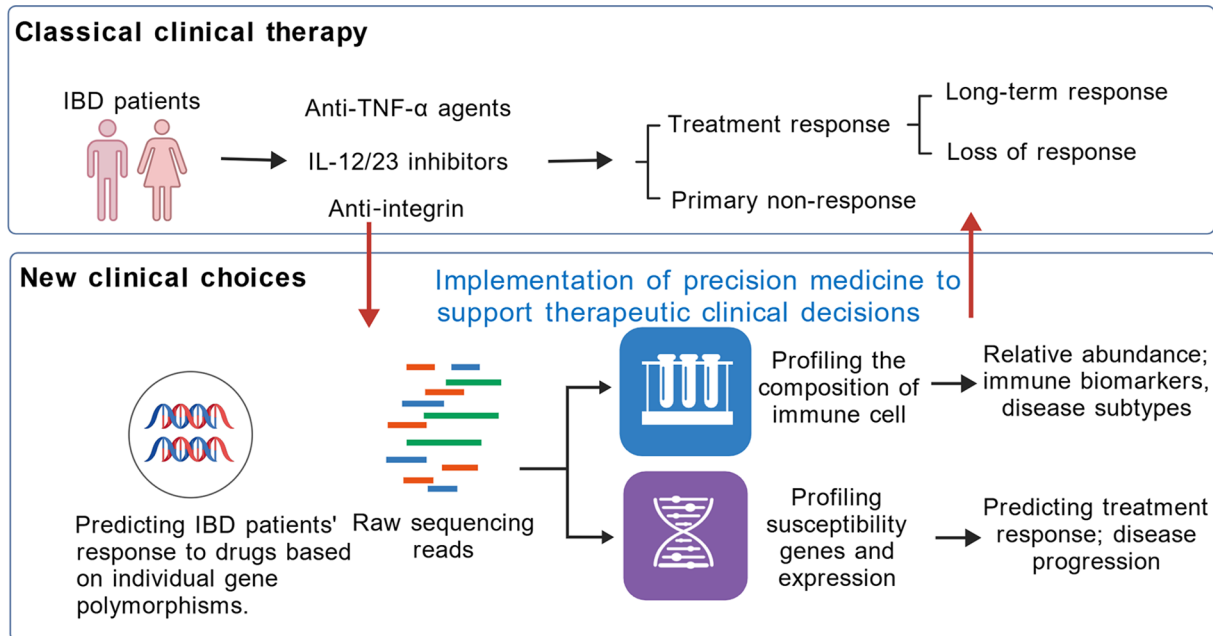 Classical clinical therapy
IBD patients
Anti-TNF-α agents
IL-12/23 inhibitors
Anti-integrin
Treatment response
Primary non-response
Long-term response
Loss of response
New clinical choices
Implementation of precision medicine to
support therapeutic clinical decisions
Predicting IBD patients'
response to drugs based
on individual gene
polymorphisms.
Raw sequencing
reads
Profiling the
composition of
immune cell
Relative abundance;
immune biomarkers,
disease subtypes
Profiling
susceptibility
genes and
expression
Predicting treatment
response; disease
progression